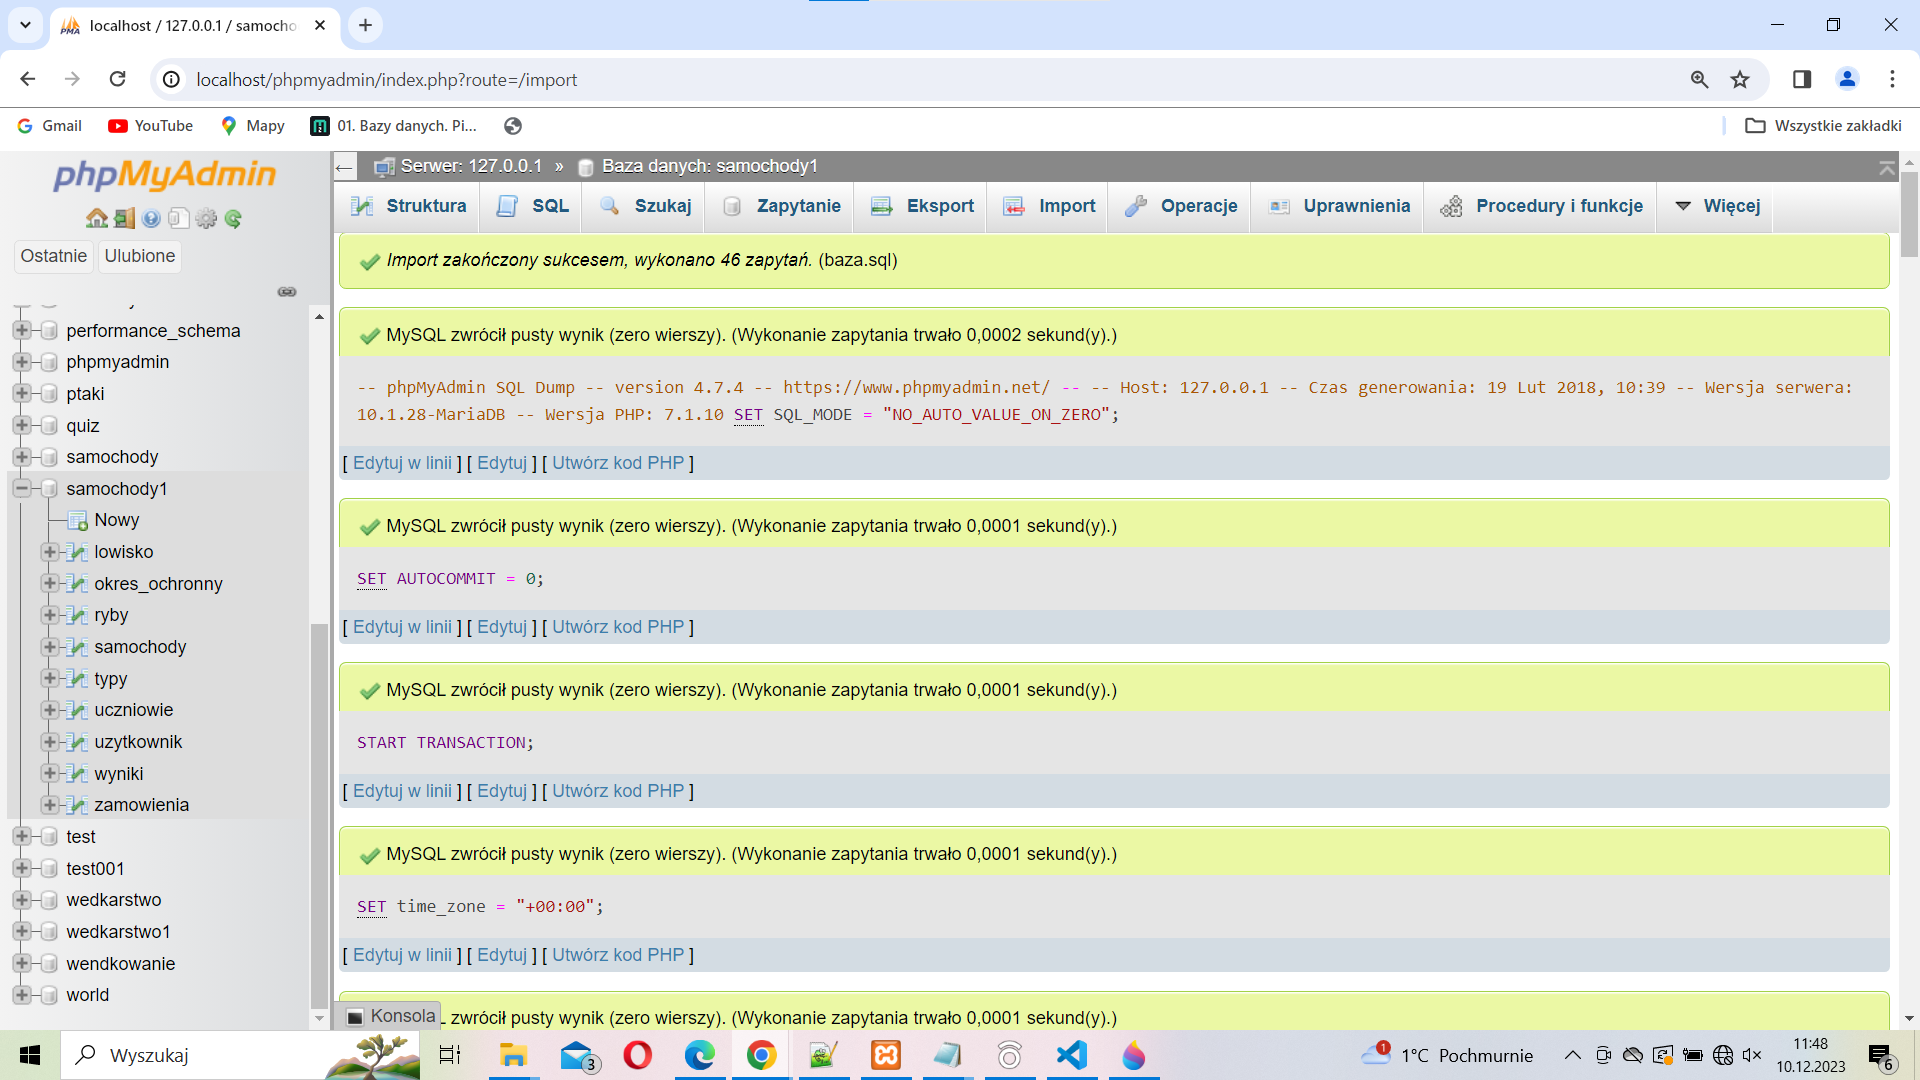 localhost / 127.0.0.1 / samocho
localhost/phpmyadmin/index.php?route=/import
Gmail
YouTube
Mapy
01. Bazy danych. Pi...
Wszystkie zakładki
phpMyAdmin
Ostatnie
Ulubione
performance_schema
phpmyadmin
ptaki
quiz
samochody
samochody1
Nowy
lowisko
okres_ochronny
ryby
samochody
typy
uczniowie
uzytkownik
wyniki
zamowienia
test
test001
wedkarstwo
wedkarstwo1
wendkowanie
world
Serwer: 127.0.0.1 » Baza danych: samochody1
Struktura
SQL
Szukaj
Zapytanie
Eksport
Import
Operacje
Uprawnienia
Procedury i funkcje
Więcej
Import zakończony sukcesem, wykonano 46 zapytań. (baza.sql)
MySQL zwrócił pusty wynik (zero wierszy). (Wykonanie zapytania trwało 0,0002 sekund(y).)
-- phpMyAdmin SQL Dump -- version 4.7.4 -- https://www.phpmyadmin.net/ -- -- Host: 127.0.0.1 -- Czas generowania: 19 Lut 2018, 10:39 -- Wersja serwera:
10.1.28-MariaDB -- Wersja PHP: 7.1.10 SET SQL_MODE = "NO_AUTO_VALUE_ON_ZERO";
[ Edytuj w linii ] [ Edytuj ] [ Utwórz kod PHP ]
MySQL zwrócił pusty wynik (zero wierszy). (Wykonanie zapytania trwało 0,0001 sekund(y).)
SET AUTOCOMMIT = 0;
[ Edytuj w linii ] [ Edytuj ] [ Utwórz kod PHP ]
MySQL zwrócił pusty wynik (zero wierszy). (Wykonanie zapytania trwało 0,0001 sekund(y).)
START TRANSACTION;
[ Edytuj w linii ] [ Edytuj ] [ Utwórz kod PHP ]
MySQL zwrócił pusty wynik (zero wierszy). (Wykonanie zapytania trwało 0,0001 sekund(y).)
SET time_zone = "+00:00";
[ Edytuj w linii ] [ Edytuj ] [ Utwórz kod PHP ]
Konsola
zwrócił pusty wynik (zero wierszy). (Wykonanie zapytania trwało 0,0001 sekund(y).)
Wyszukaj
3
1
1°C Pochmurnie
11:48
10.12.2023
6